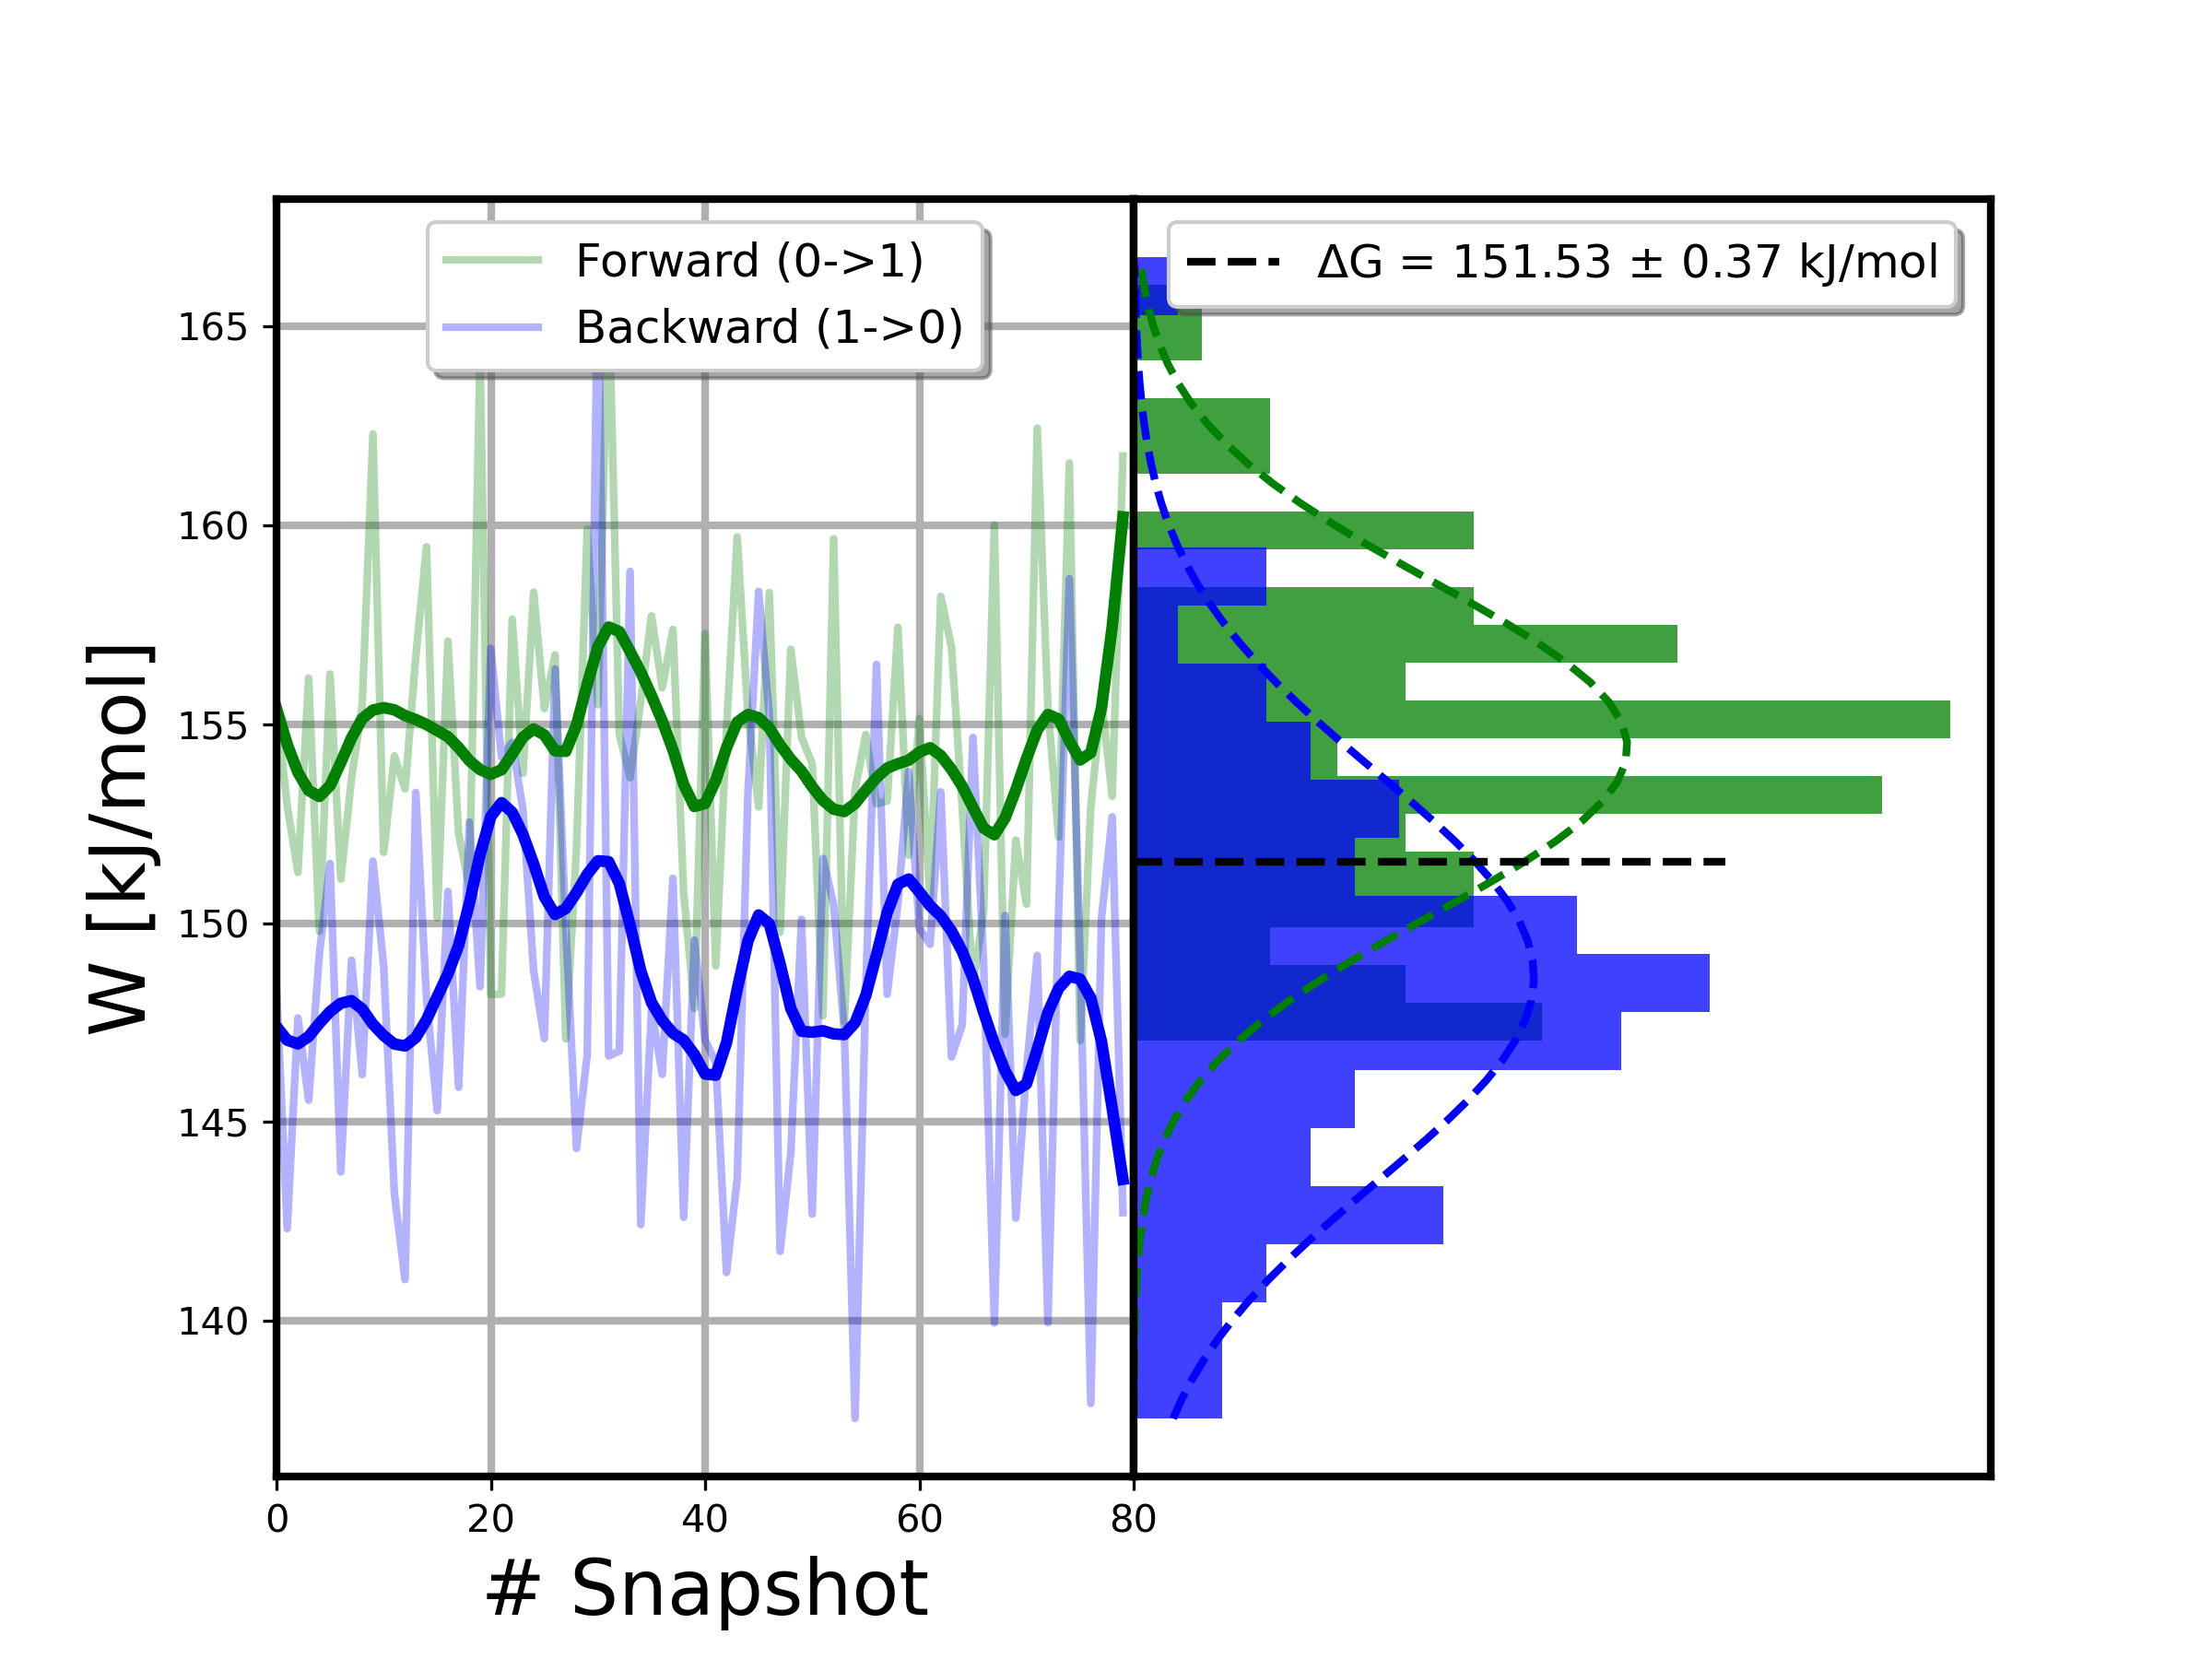 Forward (0->1)
Backward (1->0)
ΔG = 151.53 ± 0.37 kJ/mol
W [kJ/mol]
165
160
155
150
145
140
0 20 40 60 80
# Snapshot